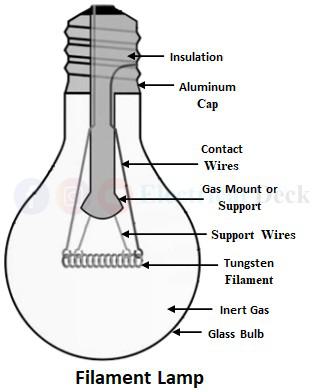 Insulation
Aluminum
Cap
Contact
Wires
Gas Mount or
Support
Support Wires
Tungsten
Filament
Inert Gas
Glass Bulb
Filament Lamp